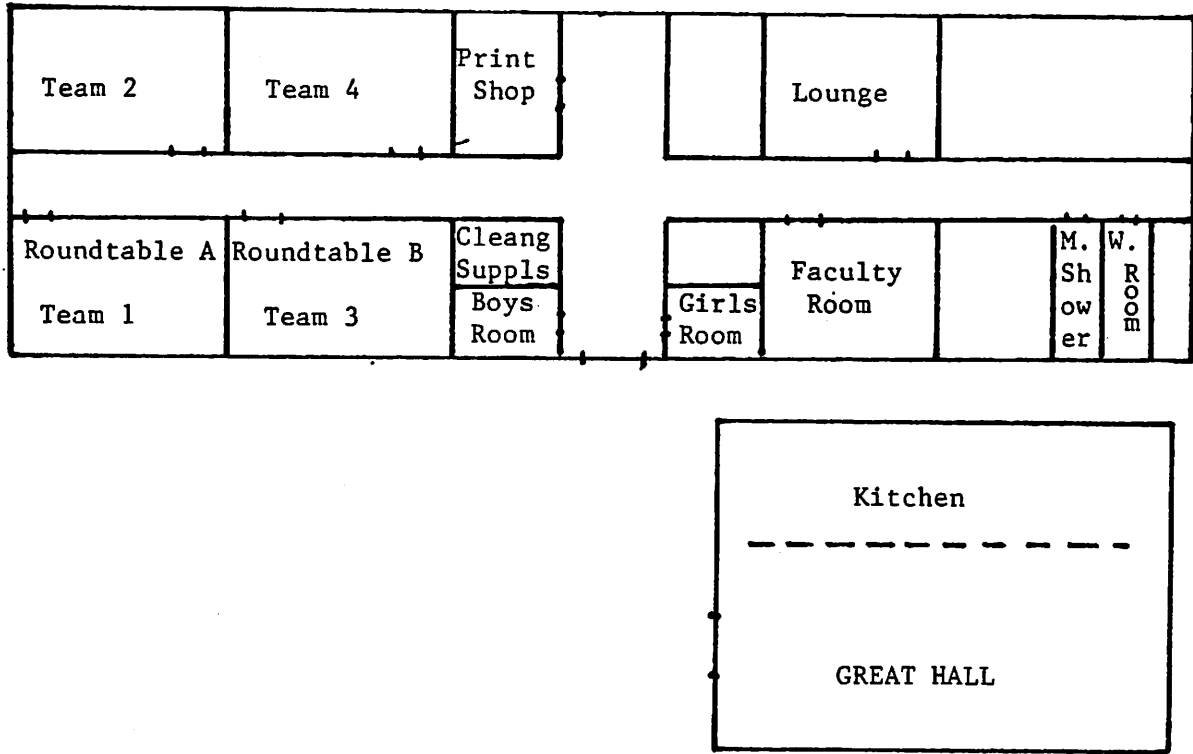 Team 2
Team 4
Print
Shop
Lounge
Roundtable A
Team 1
Roundtable B
Team 3
Cleang
Suppls
Boys
Room
Girls
Room
Faculty
Room
M.
Sh
ow
er
W.
Room
Kitchen
GREAT HALL